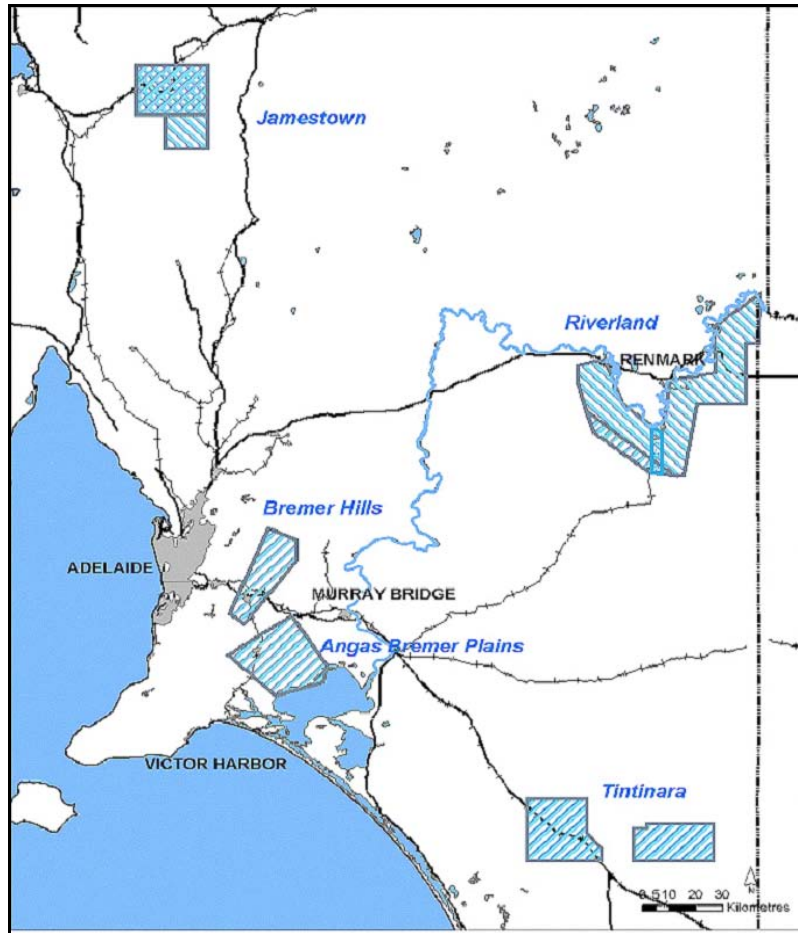 Jamestown
Riverland
RENMARK
Bremer Hills
ADELAIDE
MURRAY BRIDGE
Angas Bremer Plains
VICTOR HARBOR
Tintinara
N
0 5 10 20 30
Kilometres